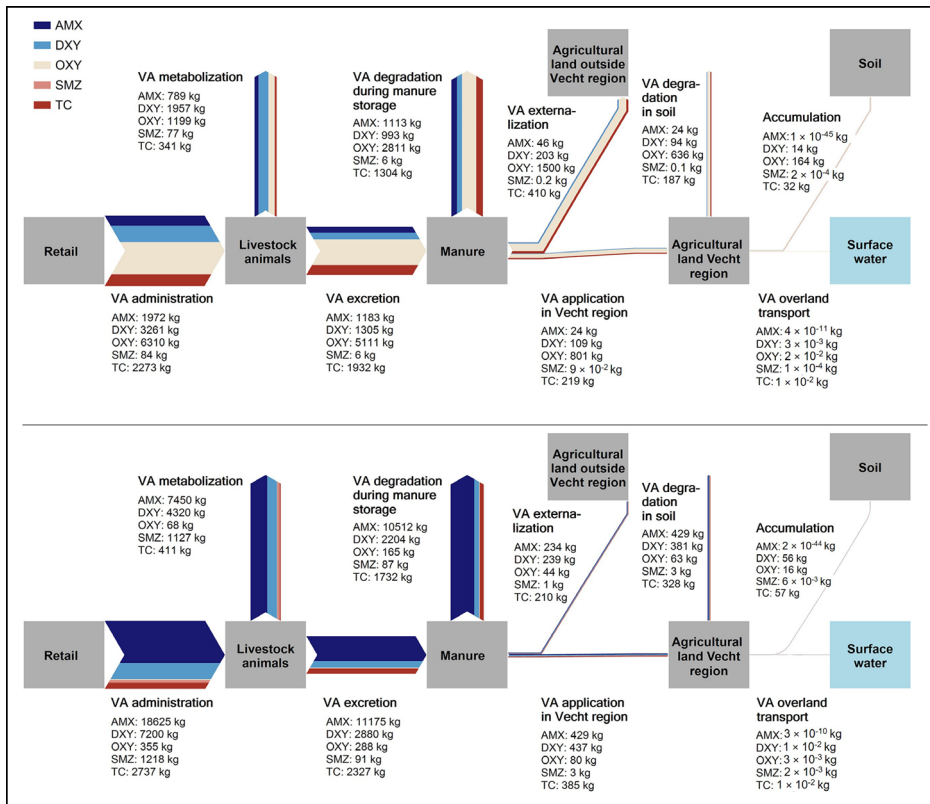 AMX
DXY
OXY
SMZ
TC
VA metabolization
AMX: 789 kg
DXY: 1957 kg
OXY: 1199 kg
SMZ: 77 kg
TC: 341 kg
VA degradation
during manure
storage
AMX: 1113 kg
DXY: 993 kg
OXY: 2811 kg
SMZ: 6 kg
TC: 1304 kg
Agricultural
land outside
Vecht region
VA externa-
lization
AMX: 46 kg
DXY: 203 kg
OXY: 1500 kg
SMZ: 0.2 kg
TC: 410 kg
VA degra-
dation
in soil
AMX: 24 kg
DXY: 94 kg
OXY: 636 kg
SMZ: 0.1 kg
TC: 187 kg
Soil
Accumulation
AMX: 1 × 10⁻⁴⁵ kg
DXY: 14 kg
OXY: 164 kg
SMZ: 2 × 10⁻⁴ kg
TC: 32 kg
Retail
Livestock
animals
Manure
Agricultural
land Vecht
region
Surface
water
VA administration
AMX: 1972 kg
DXY: 3261 kg
OXY: 6310 kg
SMZ: 84 kg
TC: 2273 kg
VA excretion
AMX: 1183 kg
DXY: 1305 kg
OXY: 5111 kg
SMZ: 6 kg
TC: 1932 kg
VA application
in Vecht region
AMX: 24 kg
DXY: 109 kg
OXY: 801 kg
SMZ: 9 × 10⁻² kg
TC: 219 kg
VA overland
transport
AMX: 4 × 10⁻¹¹ kg
DXY: 3 × 10⁻³ kg
OXY: 2 × 10⁻² kg
SMZ: 1 × 10⁻⁴ kg
TC: 1 × 10⁻² kg
VA metabolization
AMX: 7450 kg
DXY: 4320 kg
OXY: 68 kg
SMZ: 1127 kg
TC: 411 kg
VA degradation
during manure
storage
AMX: 10512 kg
DXY: 2204 kg
OXY: 165 kg
SMZ: 87 kg
TC: 1732 kg
Agricultural
land outside
Vecht region
VA externa-
lization
AMX: 234 kg
DXY: 239 kg
OXY: 44 kg
SMZ: 1 kg
TC: 210 kg
VA degra-
dation
in soil
AMX: 429 kg
DXY: 381 kg
OXY: 63 kg
SMZ: 3 kg
TC: 328 kg
Soil
Accumulation
AMX: 2 × 10⁻⁴⁴ kg
DXY: 56 kg
OXY: 16 kg
SMZ: 6 × 10⁻³ kg
TC: 57 kg
Retail
Livestock
animals
Manure
Agricultural
land Vecht
region
Surface
water
VA administration
AMX: 18625 kg
DXY: 7200 kg
OXY: 355 kg
SMZ: 1218 kg
TC: 2737 kg
VA excretion
AMX: 11175 kg
DXY: 2880 kg
OXY: 288 kg
SMZ: 91 kg
TC: 2327 kg
VA application
in Vecht region
AMX: 429 kg
DXY: 437 kg
OXY: 80 kg
SMZ: 3 kg
TC: 385 kg
VA overland
transport
AMX: 3 × 10⁻¹⁰ kg
DXY: 1 × 10⁻² kg
OXY: 3 × 10⁻³ kg
SMZ: 2 × 10⁻³ kg
TC: 1 × 10⁻² kg